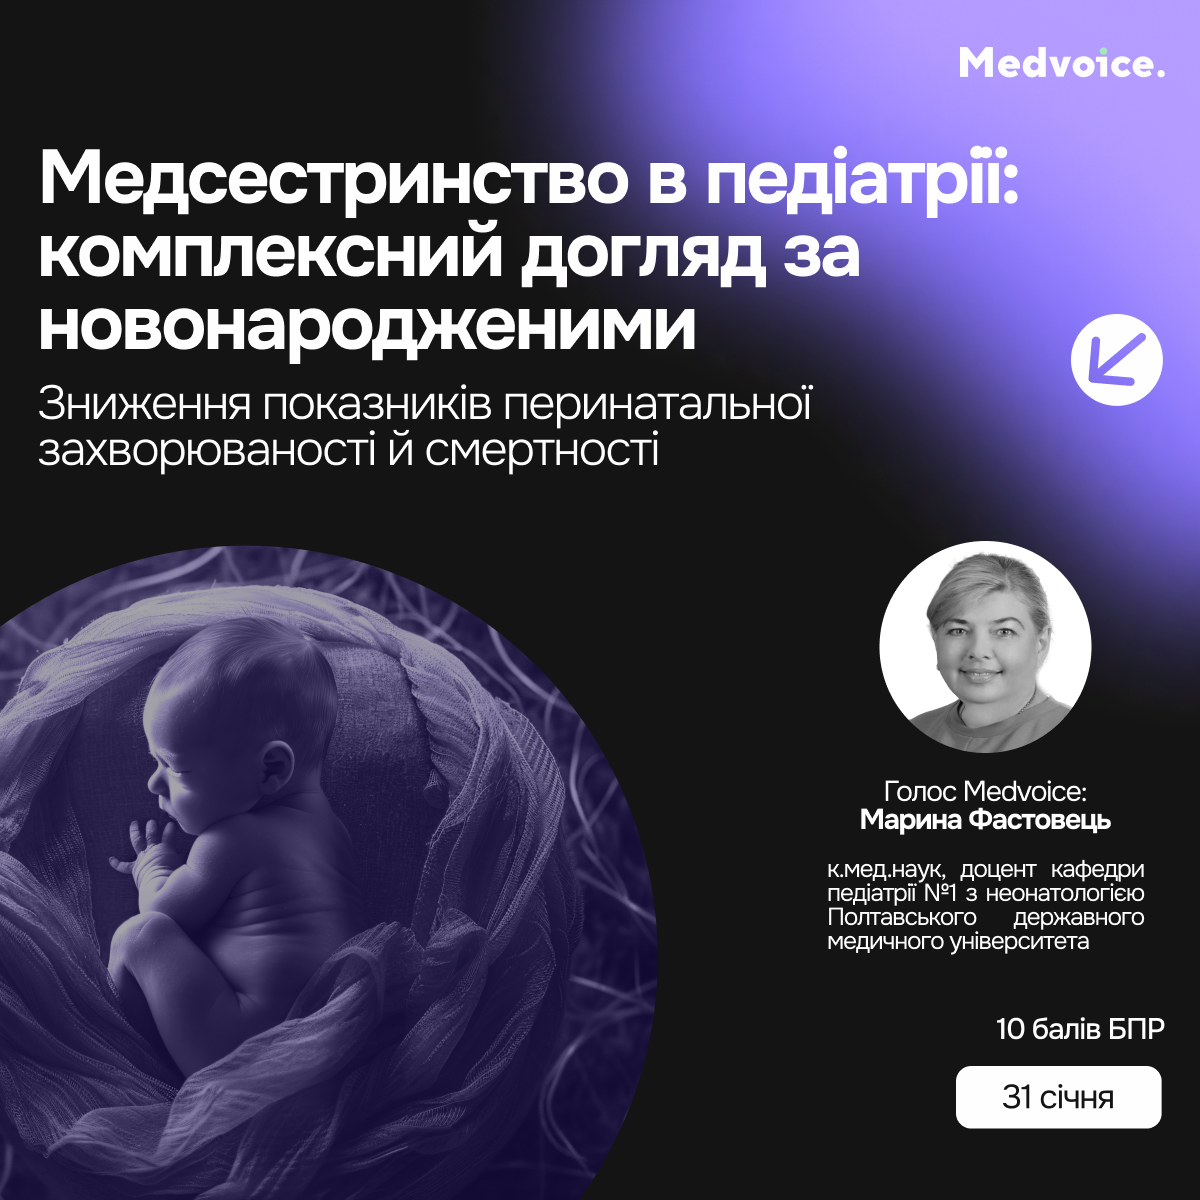 Medvoice.
Медсестринство в педіатрії:
комплексний догляд за
новонародженими
Зниження показників перинатальної
захворюваності й смертності
Голос Medvoice:
Марина Фастовець
к.мед.наук, доцент кафедри
педіатрії №1 з неонатологією
Полтавського державного
медичного університета
10 балів БПР
31 січня